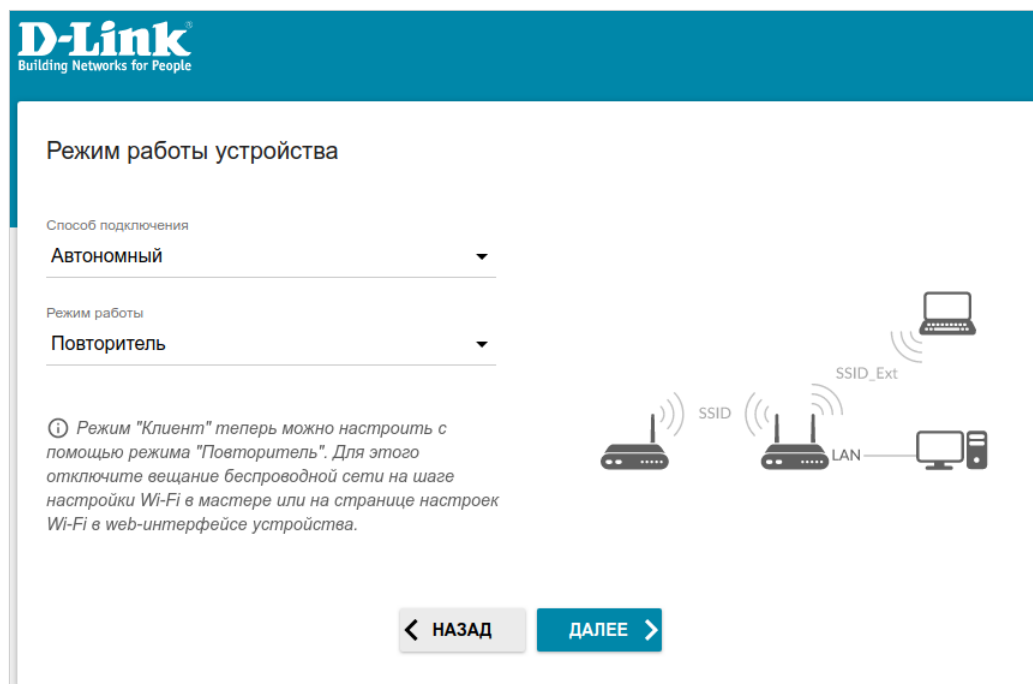 D-Link®
Building Networks for People
Режим работы устройства
Способ подключения
Автономный
Режим работы
Повторитель
Режим "Клиент" теперь можно настроить с
помощью режима "Повторитель". Для этого
отключите вещание беспроводной сети на шаге
настройки Wi-Fi в мастере или на странице настроек
Wi-Fi в web-интерфейсе устройства.
SSID
SSID_Ext
LAN
НАЗАД
ДАЛЕЕ